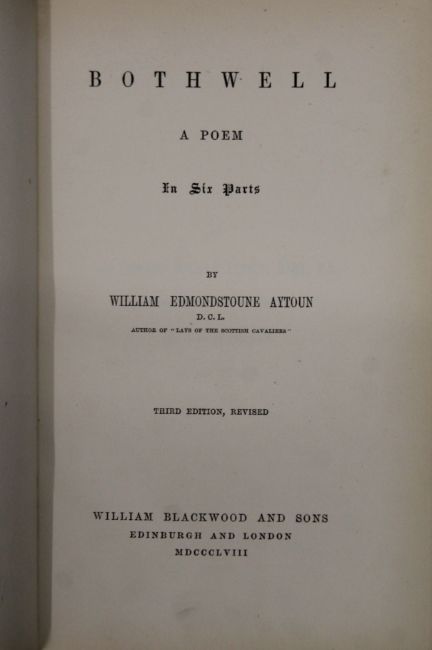 BOTHWELL
A POEM
In Six Parts
BY
WILLIAM EDMONDSTOUNE AYTOUN
D.C.L.
AUTHOR OF "LAYS OF THE SCOTTISH CAVALIERS"
THIRD EDITION, REVISED
WILLIAM BLACKWOOD AND SONS
EDINBURGH AND LONDON
MDCCCLVIII